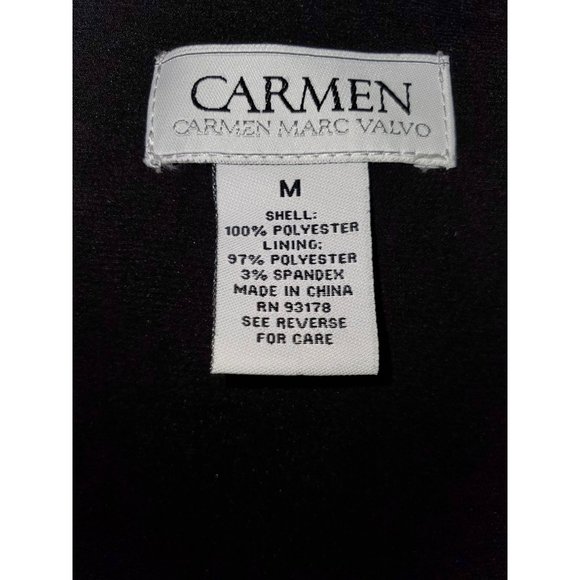 CARMEN
CARMEN MARC VALVO
M
SHELL:
100% POLYESTER
LINING:
97% POLYESTER
3% SPANDEX
MADE IN CHINA
RN 93178
SEE REVERSE
FOR CARE